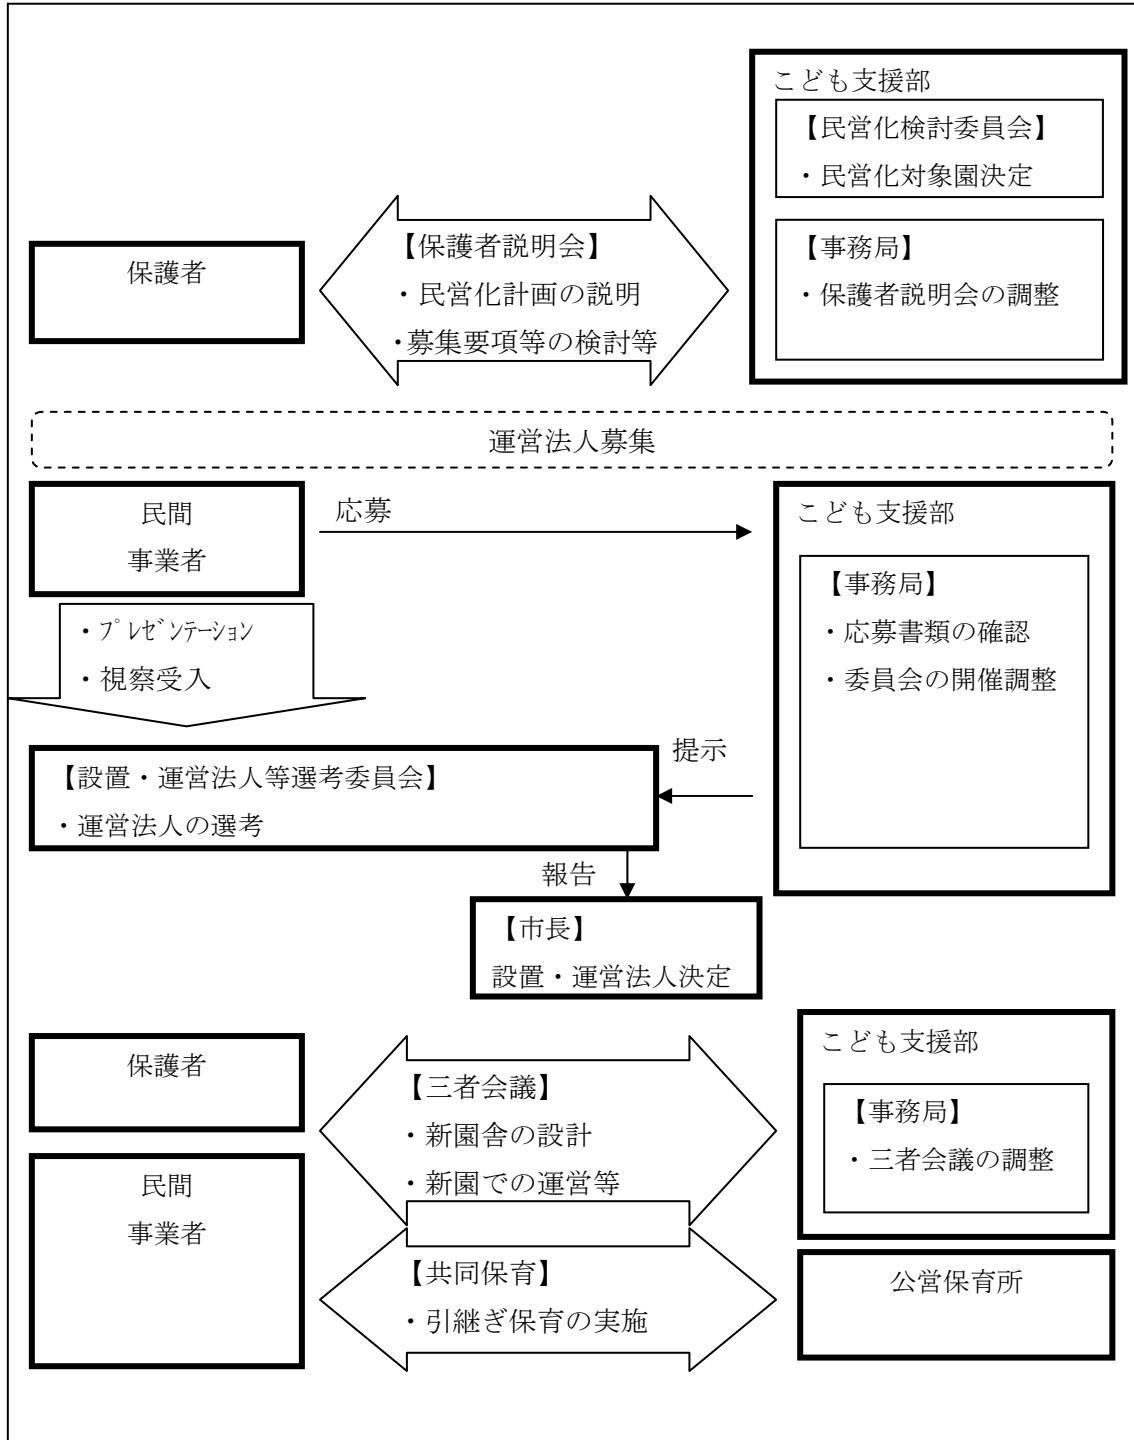 こども支援部
【民営化検討委員会】
・民営化対象園決定
【事務局】
・保護者説明会の調整
保護者
【保護者説明会】
・民営化計画の説明
・募集要項等の検討等
運営法人募集
民間
事業者
応募
こども支援部
【事務局】
・応募書類の確認
・委員会の開催調整
・ﾌﾟﾚｾﾞﾝﾃｰｼｮﾝ
・視察受入
提示
【設置・運営法人等選考委員会】
・運営法人の選考
報告
【市長】
設置・運営法人決定
保護者
民間
事業者
【三者会議】
・新園舎の設計
・新園での運営等
こども支援部
【事務局】
・三者会議の調整
【共同保育】
・引継ぎ保育の実施
公営保育所